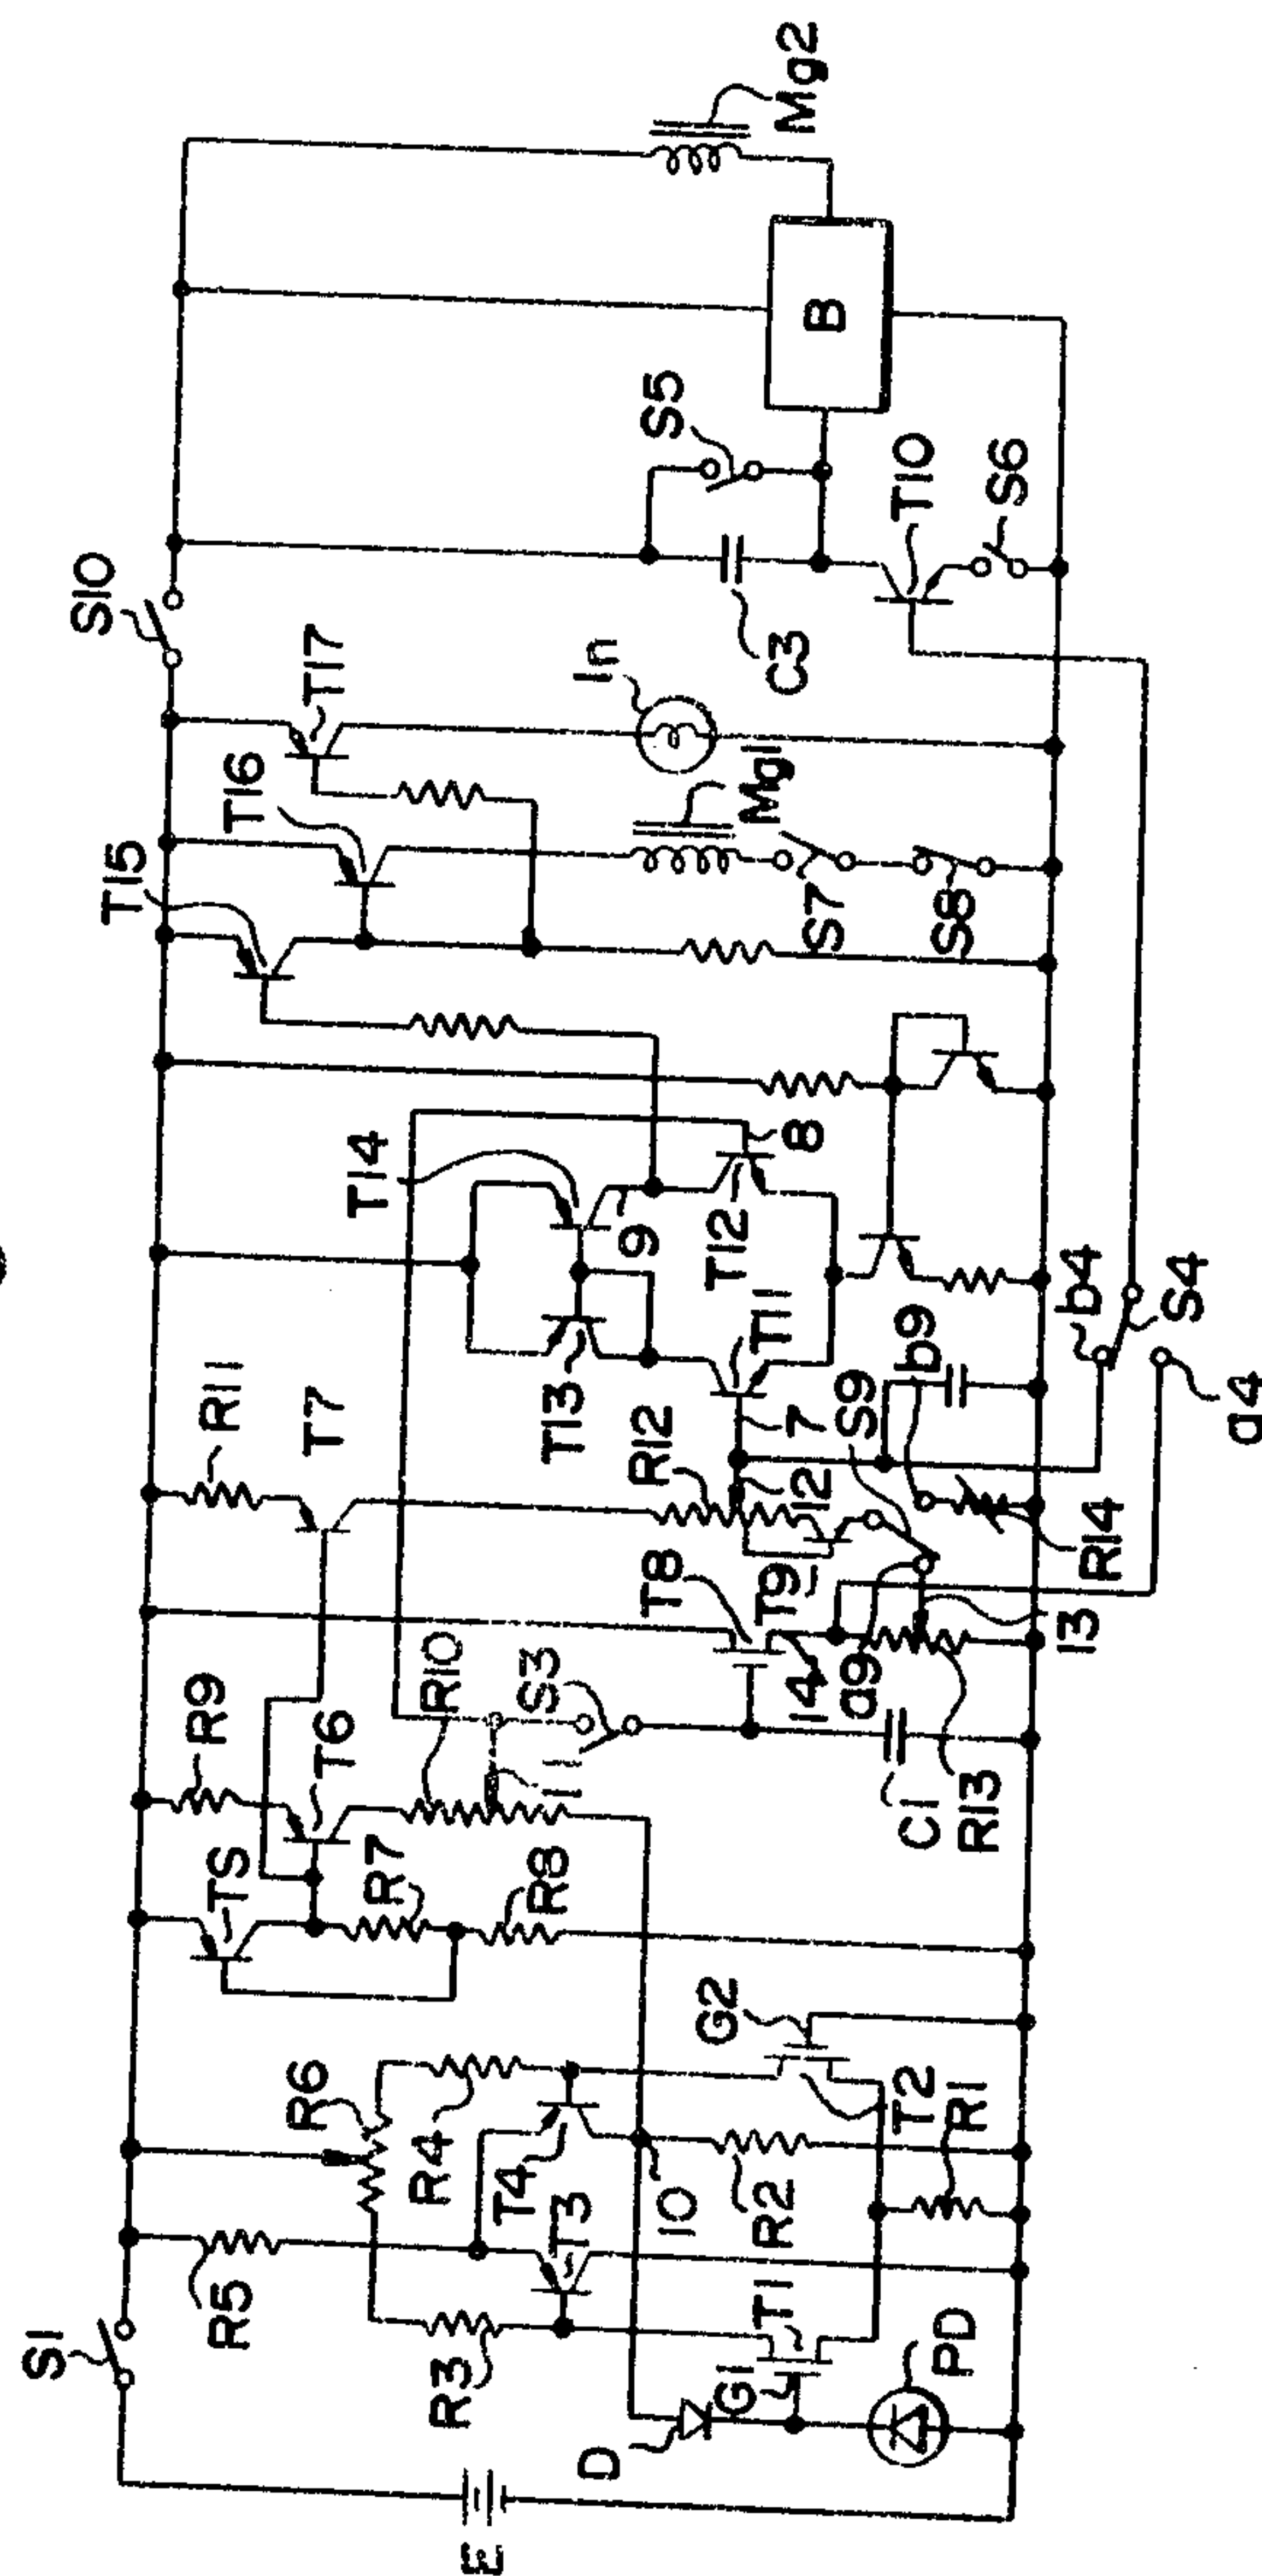 S1
S10
T15
R5
R9
R11
T16
T17
R6
TS
T6
T7
T14
R3
R4
R7
R10
T13
9
In
S5
E
T4
T3
R8
11
S3
R12
T11
T12
8
Mg1
Mg2
D
10
G2
T8
7
C3
B
G1
T1
R2
T9
12
14
a9
S9
b9
S7
T10
PD
T2
R1
C1
R13
13
R14
S8
S6
b4
S4
a4